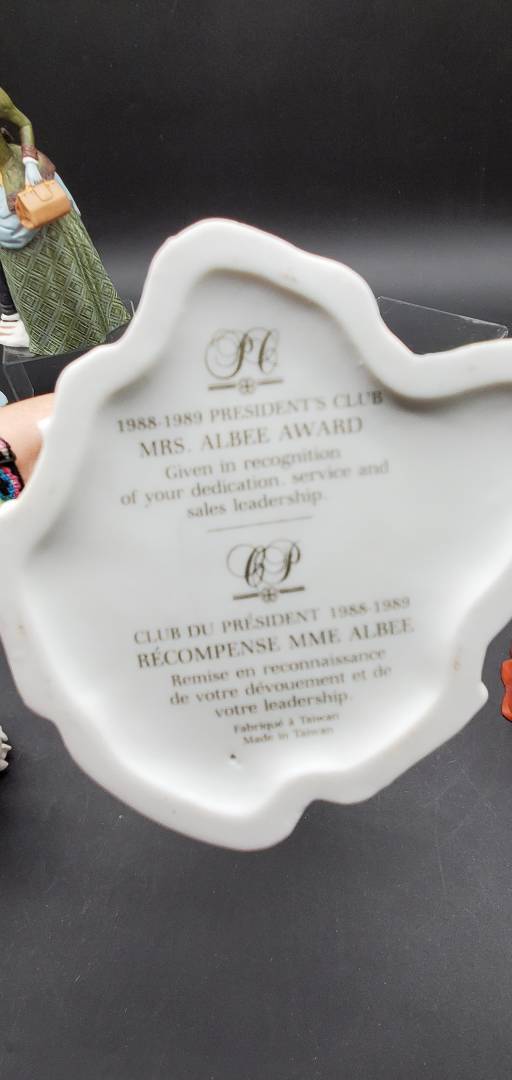 PC
1988-1989 PRESIDENT'S CLUB
MRS. ALBEE AWARD
Given in recognition
of your dedication, service and
sales leadership.
CP
CLUB DU PRÉSIDENT 1988-1989
RÉCOMPENSE MME ALBEE
Remise en reconnaissance
de votre dévouement et de
votre leadership.
Fabriqué à Taiwan
Made in Taiwan